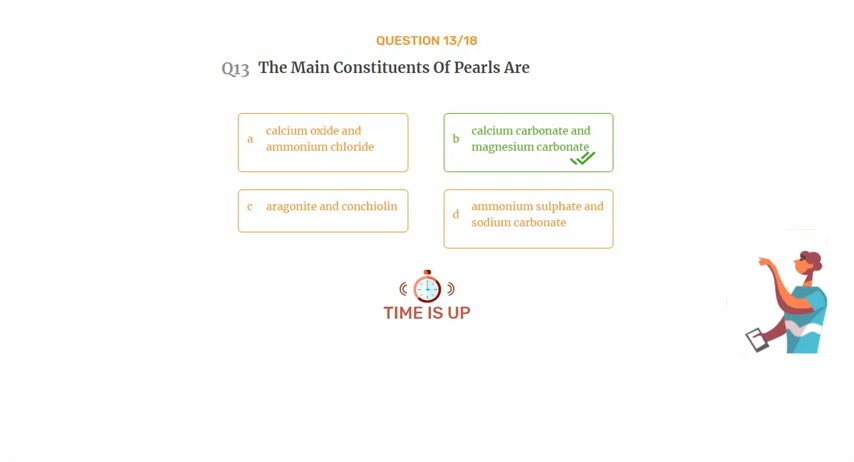 QUESTION 13/18
Q13 The Main Constituents Of Pearls Are
a calcium oxide and
ammonium chloride
b calcium carbonate and
magnesium carbonate
c aragonite and conchiolin
d ammonium sulphate and
sodium carbonate
TIME IS UP